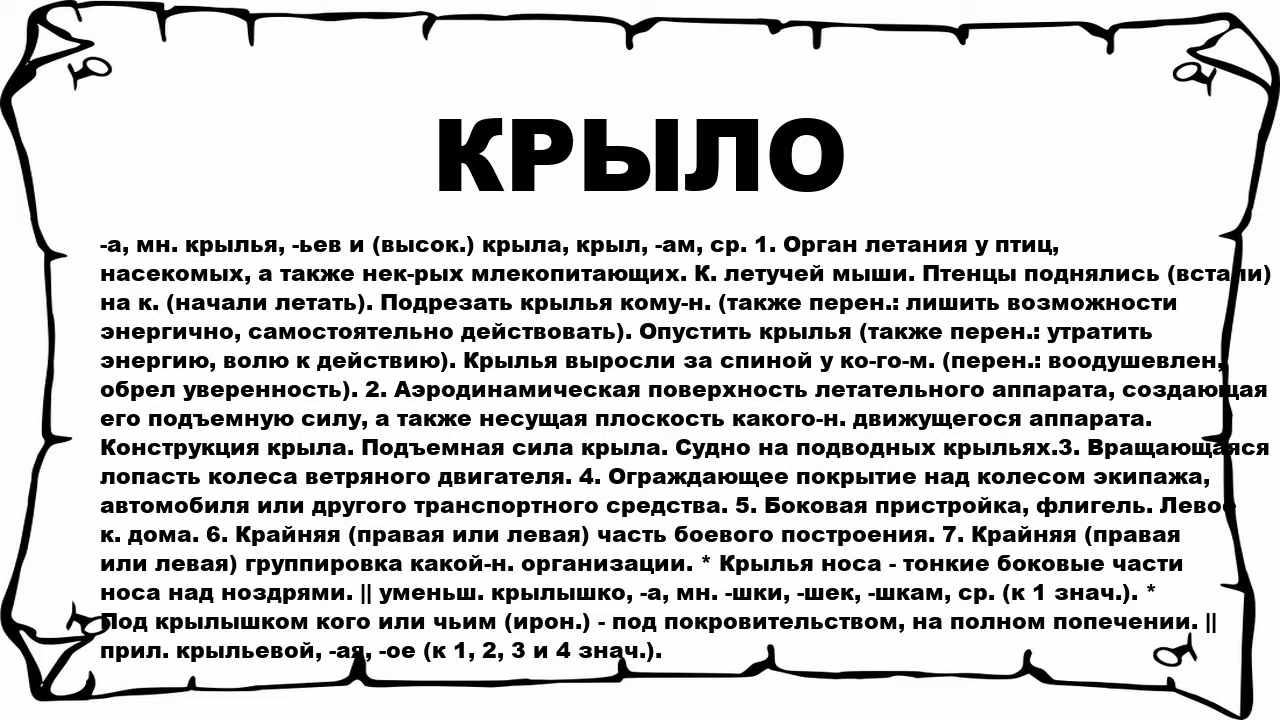 КРЫЛО
-а, мн. крылья, -ьев и (высок.) крыла, крыл, -ам, ср. 1. Орган летания у птиц,
насекомых, а также нек-рых млекопитающих. К. летучей мыши. Птенцы поднялись (встали)
на к. (начали летать). Подрезать крылья кому-н. (также перен.: лишить возможности
энергично, самостоятельно действовать). Опустить крылья (также перен.: утратить
энергию, волю к действию). Крылья выросли за спиной у ко-го-м. (перен.: воодушевлен,
обрел уверенность). 2. Аэродинамическая поверхность летательного аппарата, создающая
его подъемную силу, а также несущая плоскость какого-н. движущегося аппарата.
Конструкция крыла. Подъемная сила крыла. Судно на подводных крыльях.3. Вращающаяся
лопасть колеса ветряного двигателя. 4. Ограждающее покрытие над колесом экипажа,
автомобиля или другого транспортного средства. 5. Боковая пристройка, флигель. Левое
к. дома. 6. Крайняя (правая или левая) часть боевого построения. 7. Крайняя (правая
или левая) группировка какой-н. организации. * Крылья носа - тонкие боковые части
носа над ноздрями. || уменьш. крылышко, -а, мн. -шки, -шек, -шкам, ср. (к 1 знач.). *
Под крылышком кого или чьим (ирон.) - под покровительством, на полном попечении. ||
прил. крыльевой, -ая, -ое (к 1, 2, 3 и 4 знач.).